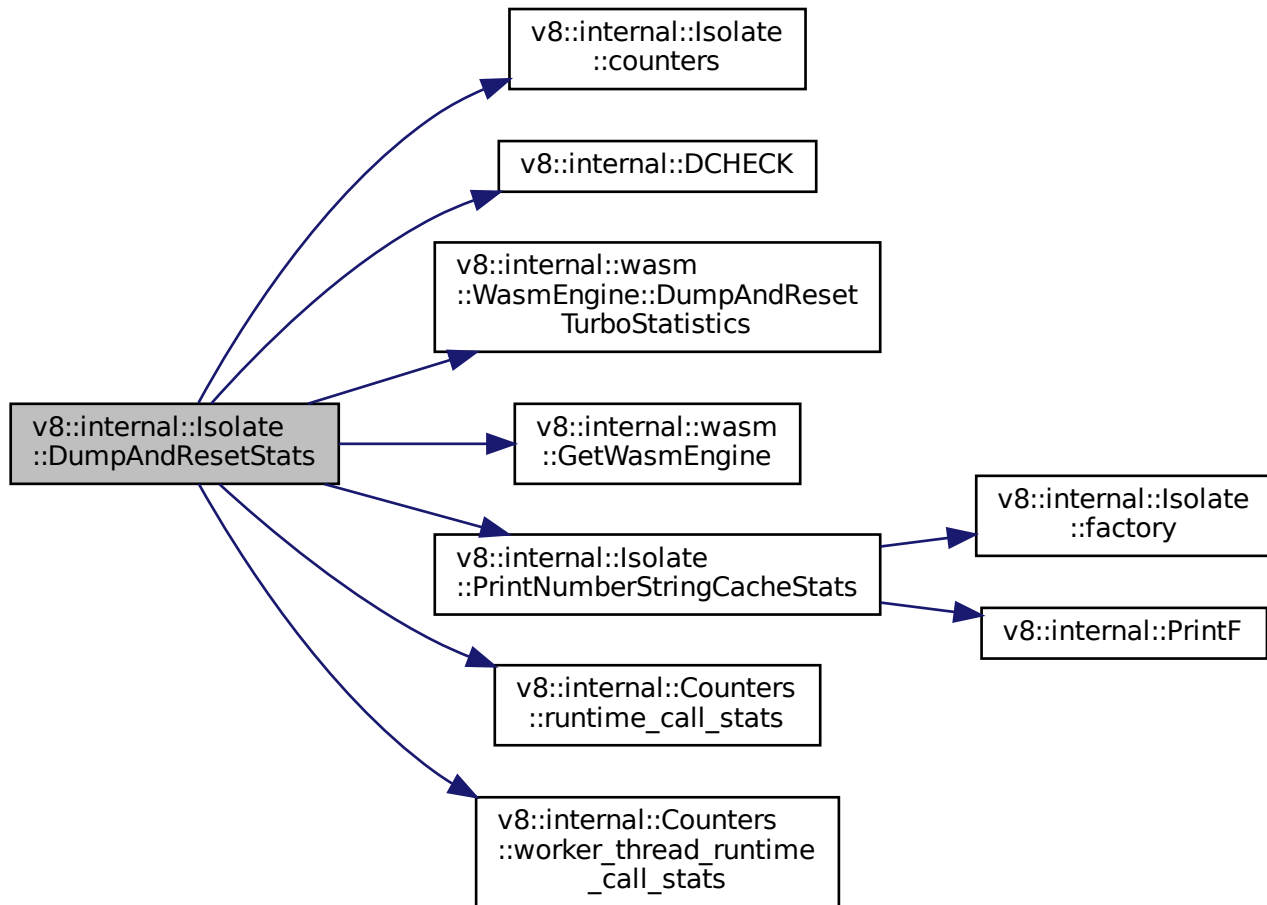 v8::internal::Isolate
::counters
v8::internal::DCHECK
v8::internal::wasm
::WasmEngine::DumpAndReset
TurboStatistics
v8::internal::Isolate
::DumpAndResetStats
v8::internal::wasm
::GetWasmEngine
v8::internal::Isolate
::PrintNumberStringCacheStats
v8::internal::Isolate
::factory
v8::internal::PrintF
v8::internal::Counters
::runtime_call_stats
v8::internal::Counters
::worker_thread_runtime
_call_stats